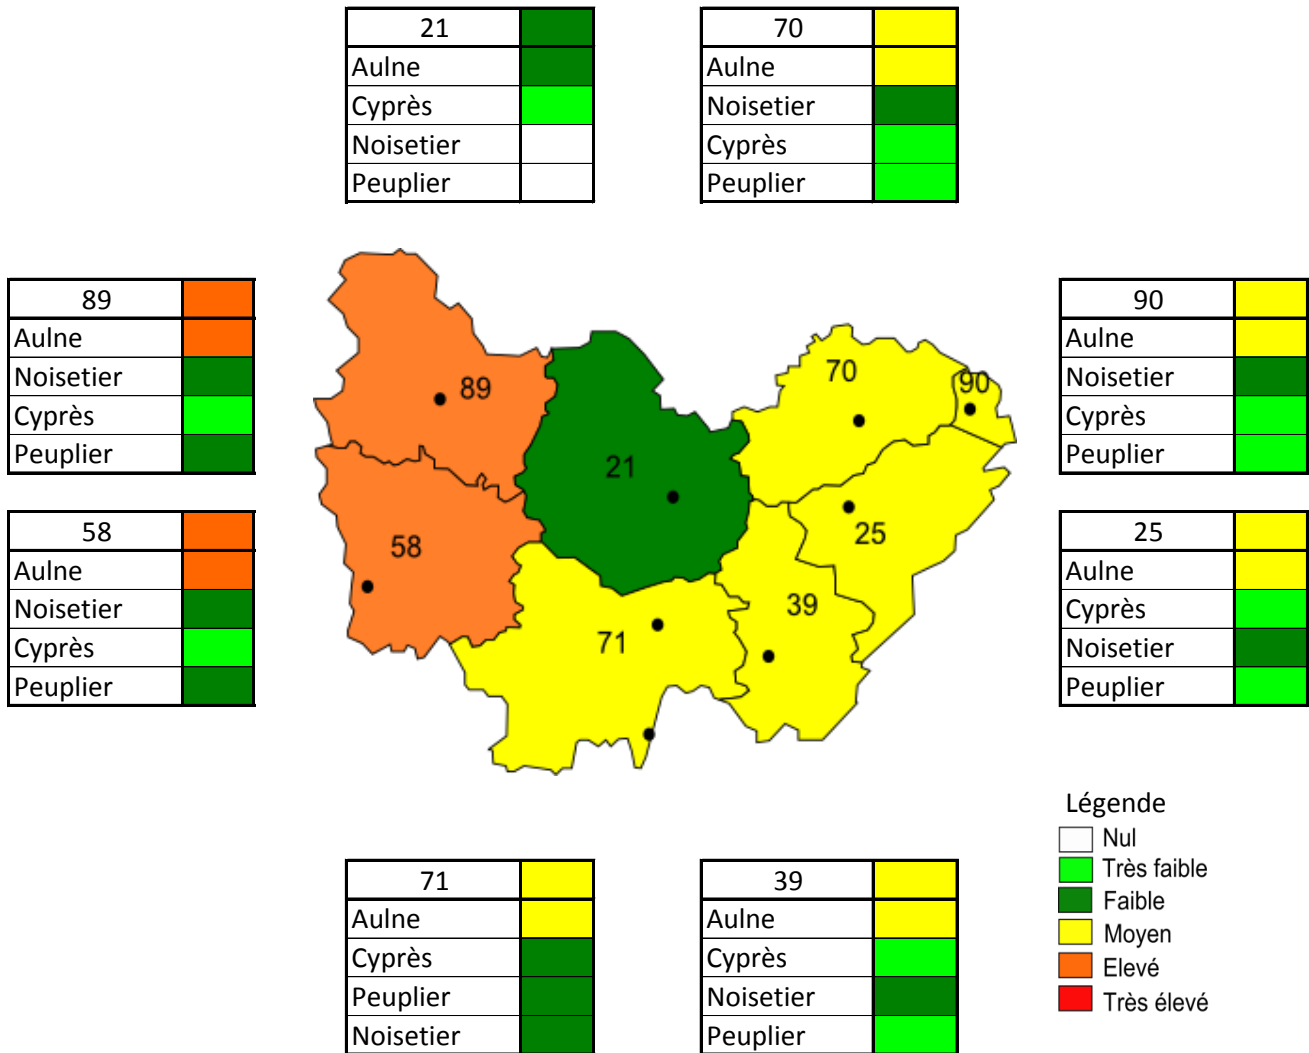 21
Aulne
Cyprès
Noisetier
Peuplier
70
Aulne
Noisetier
Cyprès
Peuplier
89
Aulne
Noisetier
Cyprès
Peuplier
58
Aulne
Noisetier
Cyprès
Peuplier
89
21
70
90
58
25
39
71
90
Aulne
Noisetier
Cyprès
Peuplier
25
Aulne
Cyprès
Noisetier
Peuplier
71
Aulne
Cyprès
Peuplier
Noisetier
39
Aulne
Cyprès
Noisetier
Peuplier
Légende
Nul
Très faible
Faible
Moyen
Elevé
Très élevé